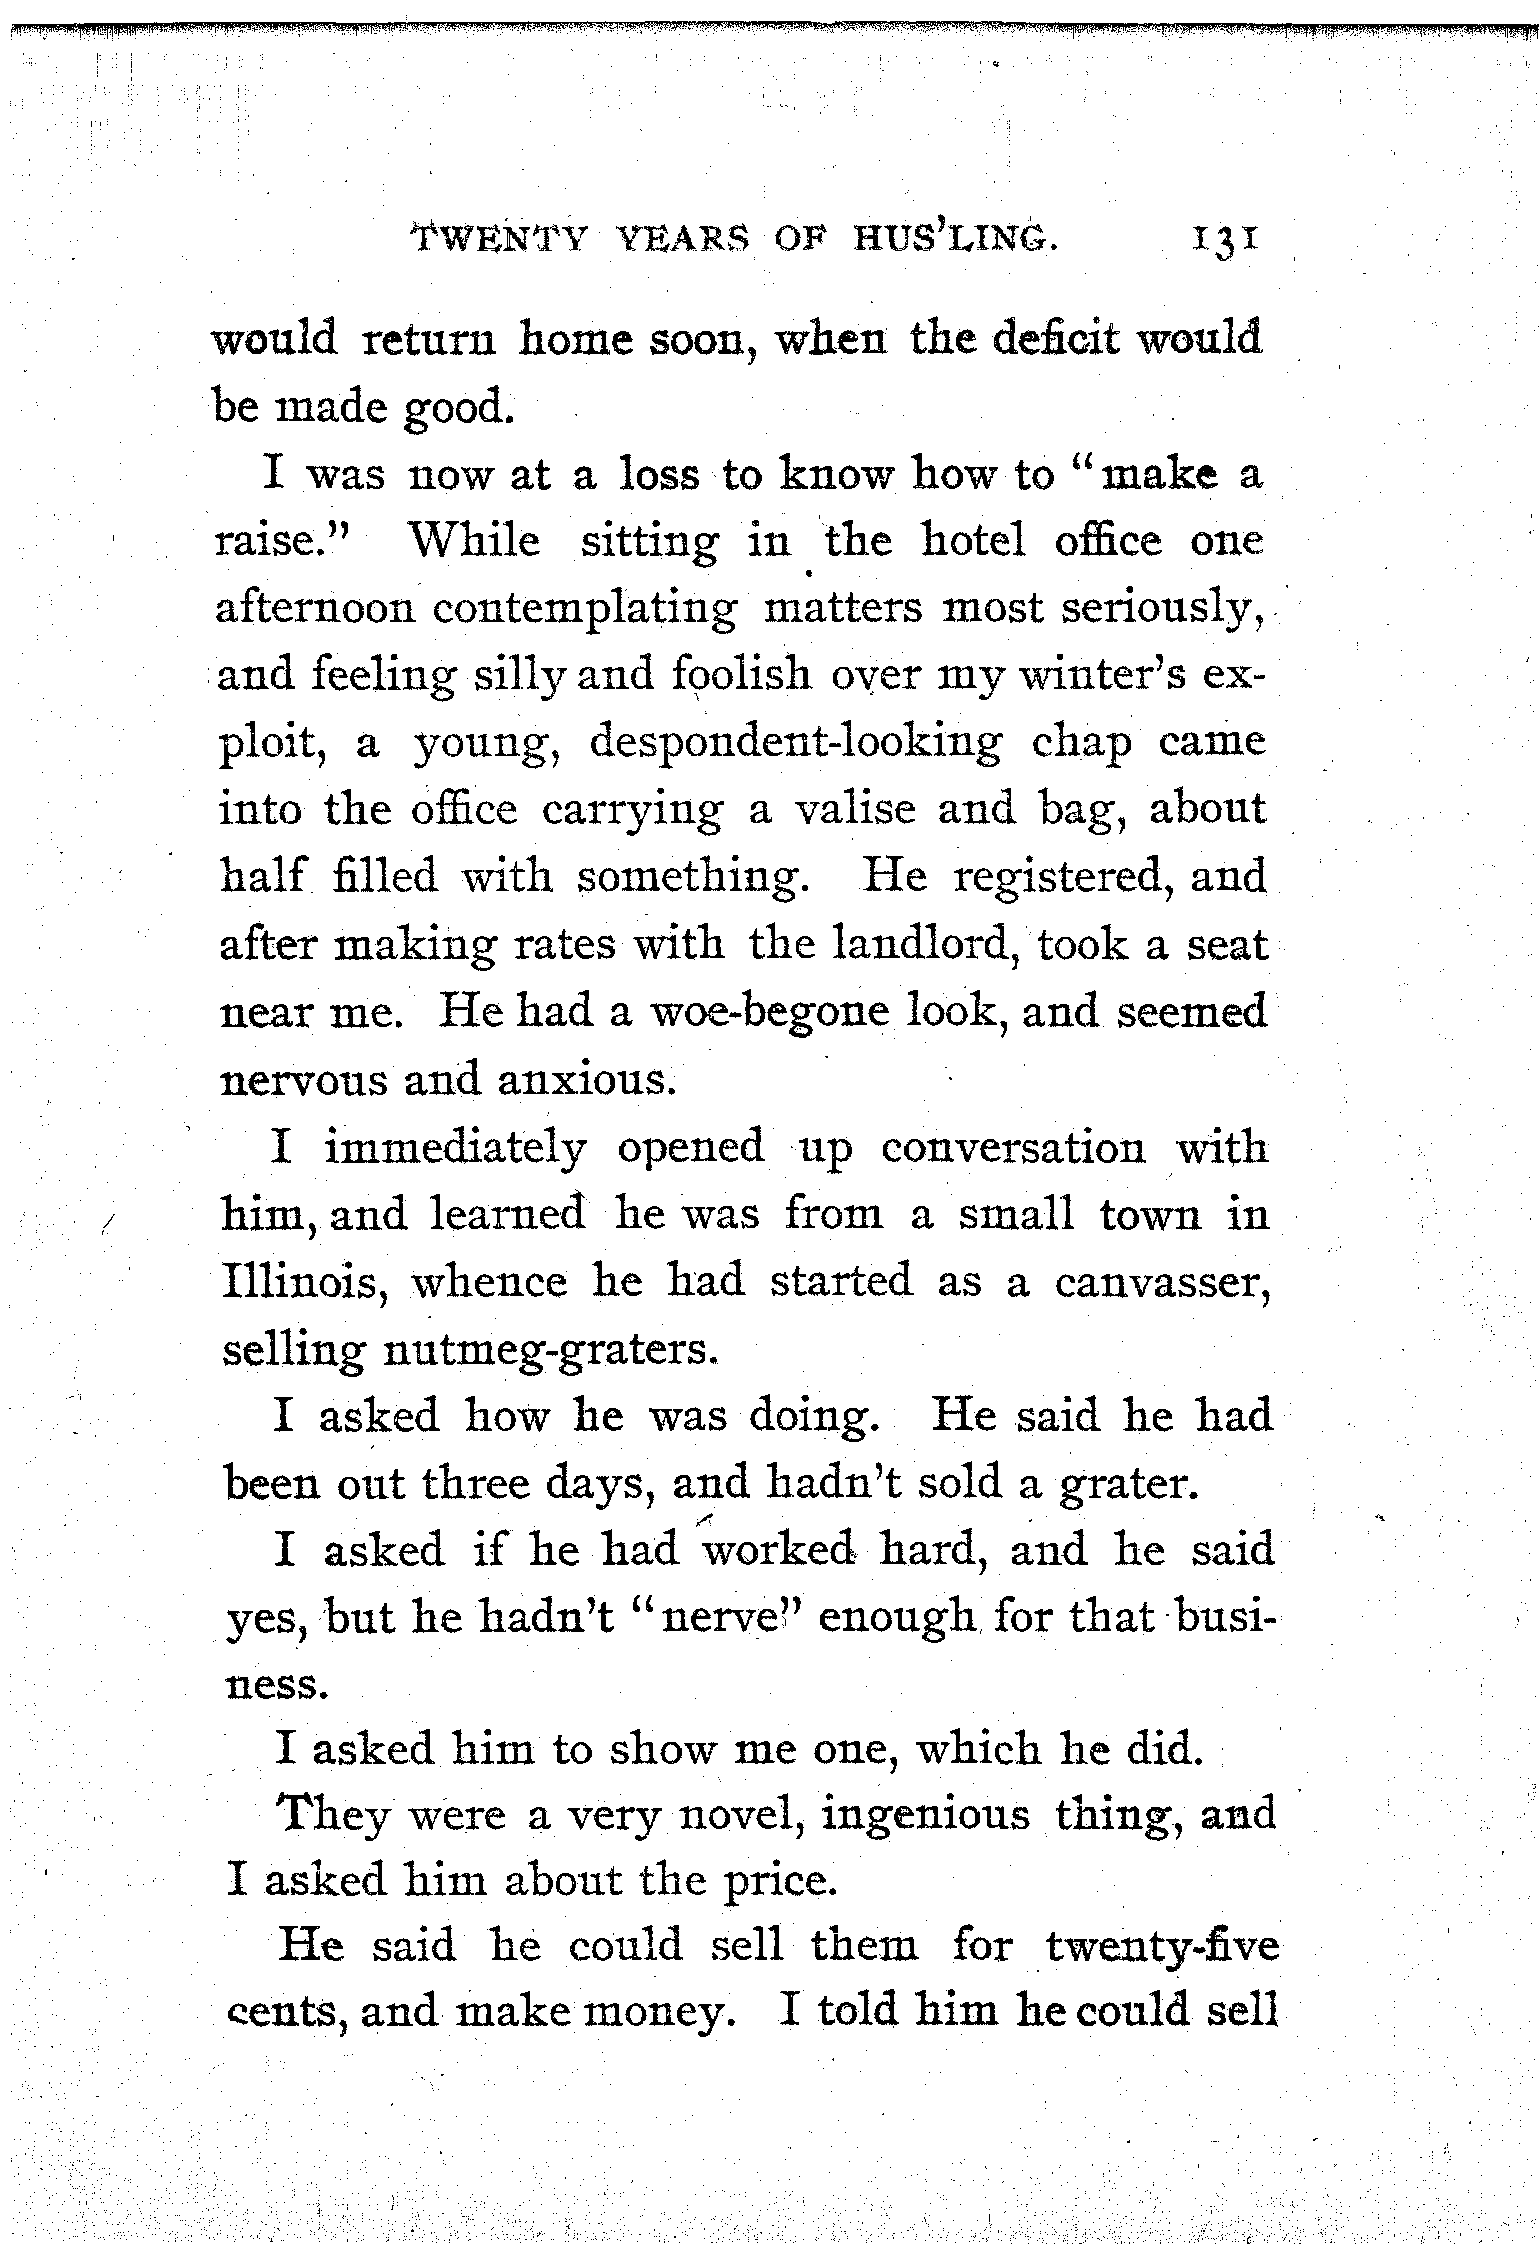 TWENTY YEARS OF HUS'LING. 131
would return home soon, when the deficit would
be made good.
I was now at a loss to know how to "make a
raise." While sitting in the hotel office one
afternoon contemplating matters most seriously,
and feeling silly and foolish over my winter's ex-
ploit, a young, despondent-looking chap came
into the office carrying a valise and bag, about
half filled with something. He registered, and
after making rates with the landlord, took a seat
near me. He had a woe-begone look, and seemed
nervous and anxious.
I immediately opened up conversation with
him, and learned he was from a small town in
Illinois, whence he had started as a canvasser,
selling nutmeg-graters.
I asked how he was doing. He said he had
been out three days, and hadn't sold a grater.
I asked if he had worked hard, and he said
yes, but he hadn't "nerve" enough for that busi-
ness.
I asked him to show me one, which he did.
They were a very novel, ingenious thing, and
I asked him about the price.
He said he could sell them for twenty-five
cents, and make money. I told him he could sell